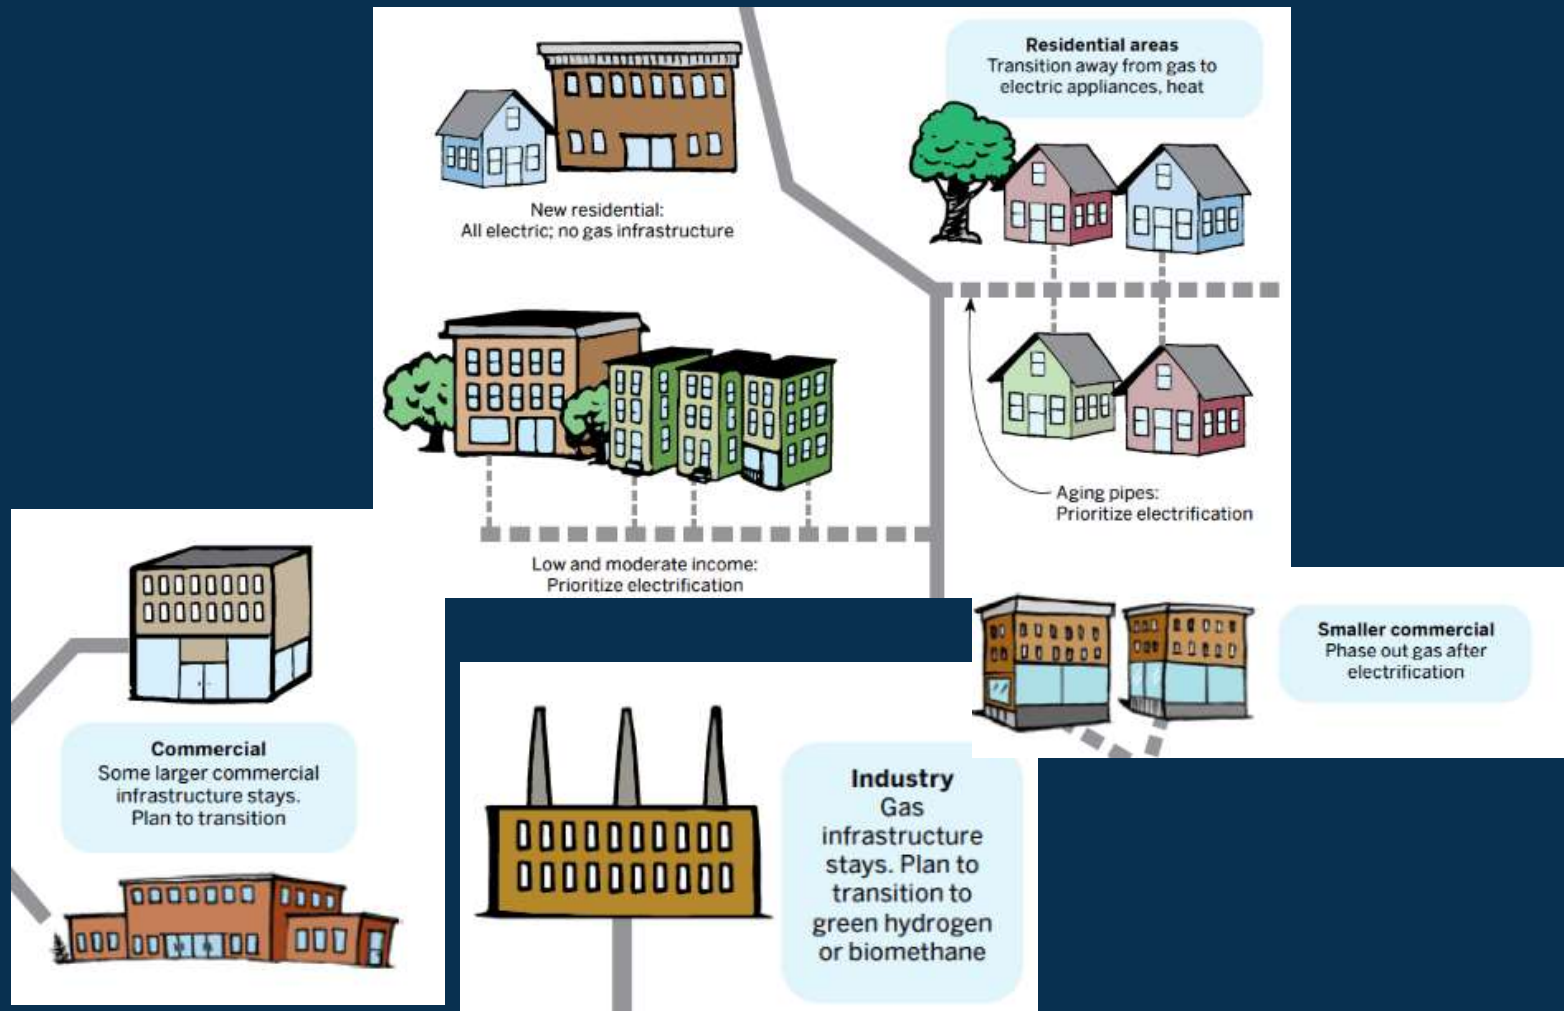 Residential areas
Transition away from gas to
electric appliances, heat
New residential:
All electric; no gas infrastructure
Aging pipes:
Prioritize electrification
Low and moderate income:
Prioritize electrification
Smaller commercial
Phase out gas after
electrification
Commercial
Some larger commercial
infrastructure stays.
Plan to transition
Industry
Gas
infrastructure
stays. Plan to
transition to
green hydrogen
or biomethane